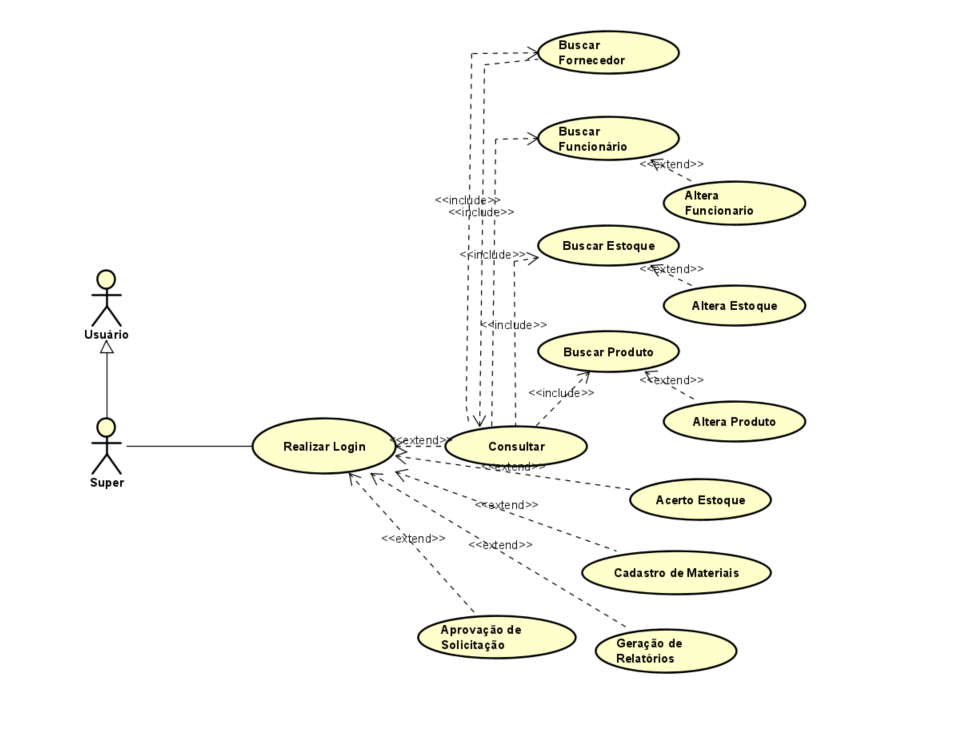 Buscar
Fornecedor
Buscar
Funcionário
<<extend>>
Altera
Funcionario
<<include>>
<<include>>
Buscar Estoque
<<include>>
<<extend>>
Altera Estoque
<<include>>
Usuário
Buscar Produto
<<extend>>
<<include>>
Altera Produto
Realizar Login
<<extend>>
Consultar
<<extend>>
Super
Acerto Estoque
<<extend>>
<<extend>>
<<extend>>
Cadastro de Materiais
Aprovação de
Solicitação
Geração de
Relatórios